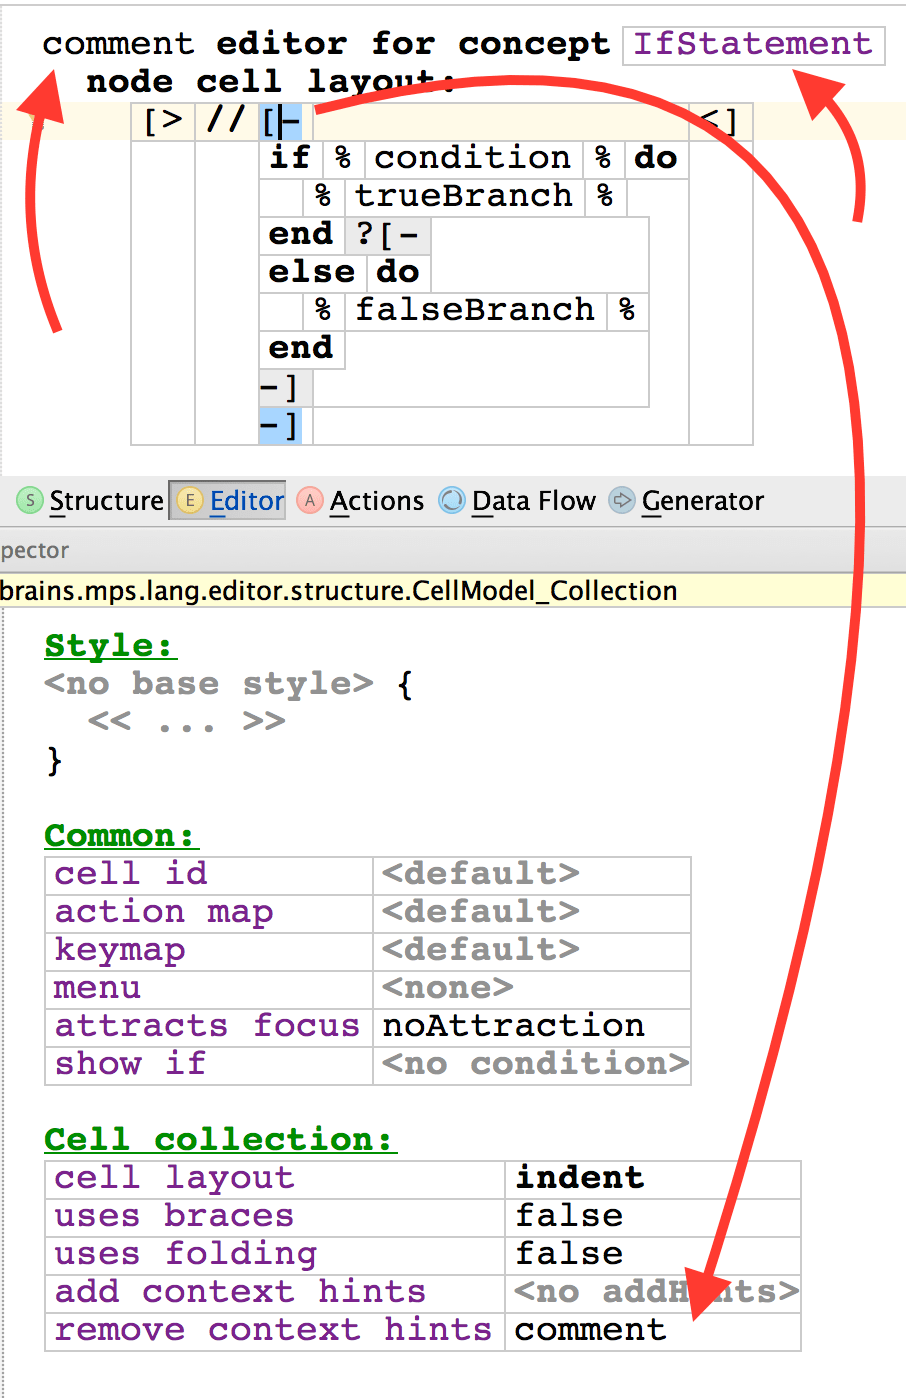 comment editor for concept IfStatement
node cell layout:
[> // [- <]
if % condition % do
% trueBranch %
end ?[-
else do
% falseBranch %
end
-]
-]
S Structure E Editor A Actions Data Flow Generator
pector
brains.mps.lang.editor.structure.CellModel_Collection
Style:
<no base style> {
<< ... >>
}
Common:
cell id <default>
action map <default>
keymap <default>
menu <none>
attracts focus noAttraction
show if <no condition>
Cell collection:
cell layout indent
uses braces false
uses folding false
add context hints <no addHints>
remove context hints comment